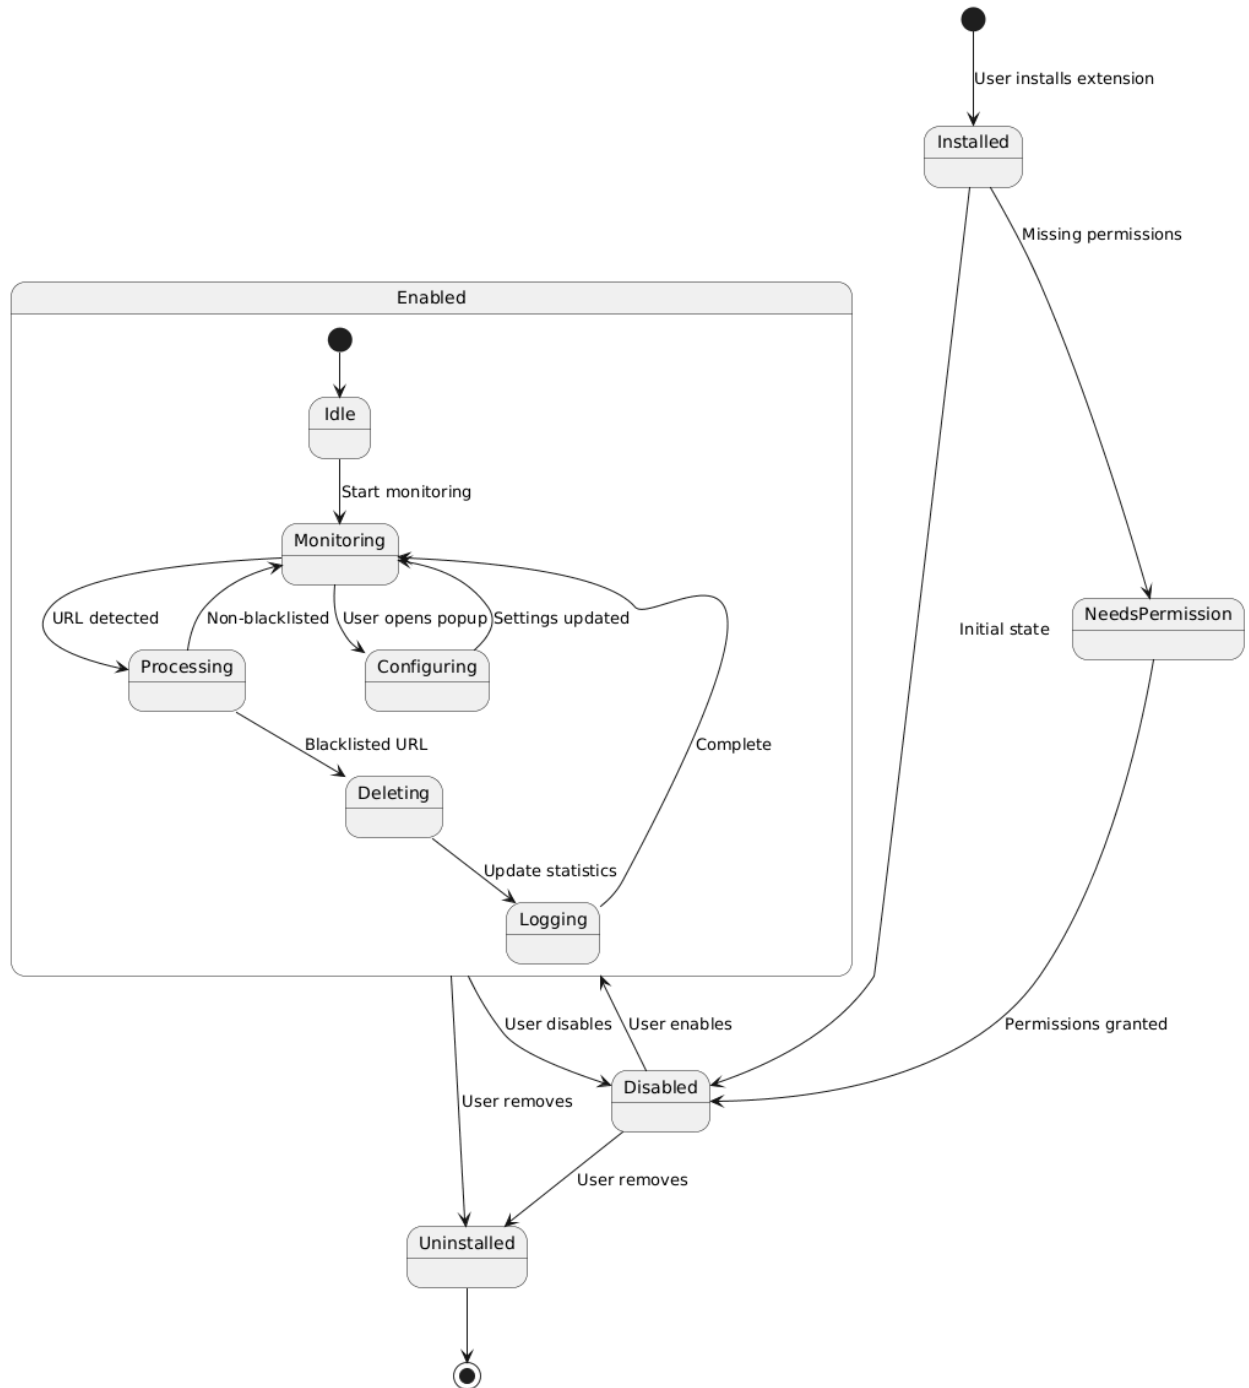 User installs extension
Installed
Missing permissions
Enabled
Idle
Start monitoring
Monitoring
URL detected
Non-blacklisted
User opens popup
Settings updated
Initial state
NeedsPermission
Processing
Configuring
Blacklisted URL
Complete
Deleting
Update statistics
Logging
User disables
User enables
Permissions granted
Disabled
User removes
User removes
Uninstalled